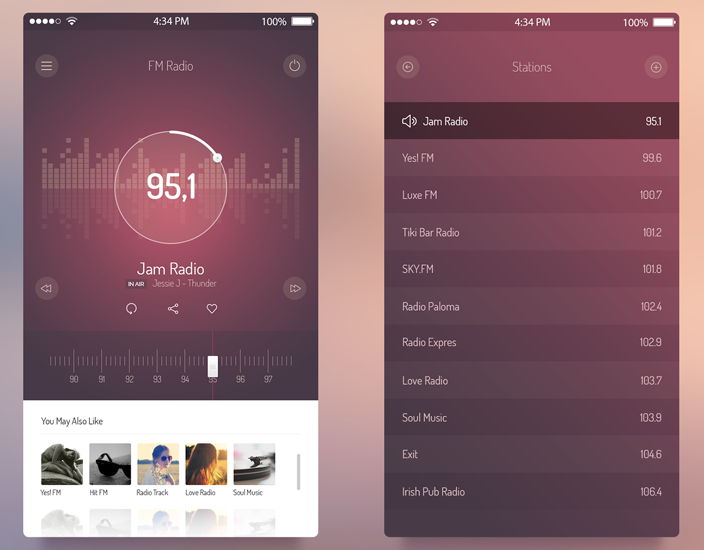 4:34 PM 100%
FM Radio
95,1
Jam Radio
IN AIR Jessie J - Thunder
90 91 92 93 94 95 96 97
You May Also Like
Yes! FM Hit FM Radio Track Love Radio Soul Music
4:34 PM 100%
Stations
Jam Radio 95.1
Yes! FM 99.6
Luxe FM 100.7
Tiki Bar Radio 101.2
SKY.FM 101.8
Radio Paloma 102.4
Radio Expres 102.9
Love Radio 103.7
Soul Music 103.9
Exit 104.6
Irish Pub Radio 106.4